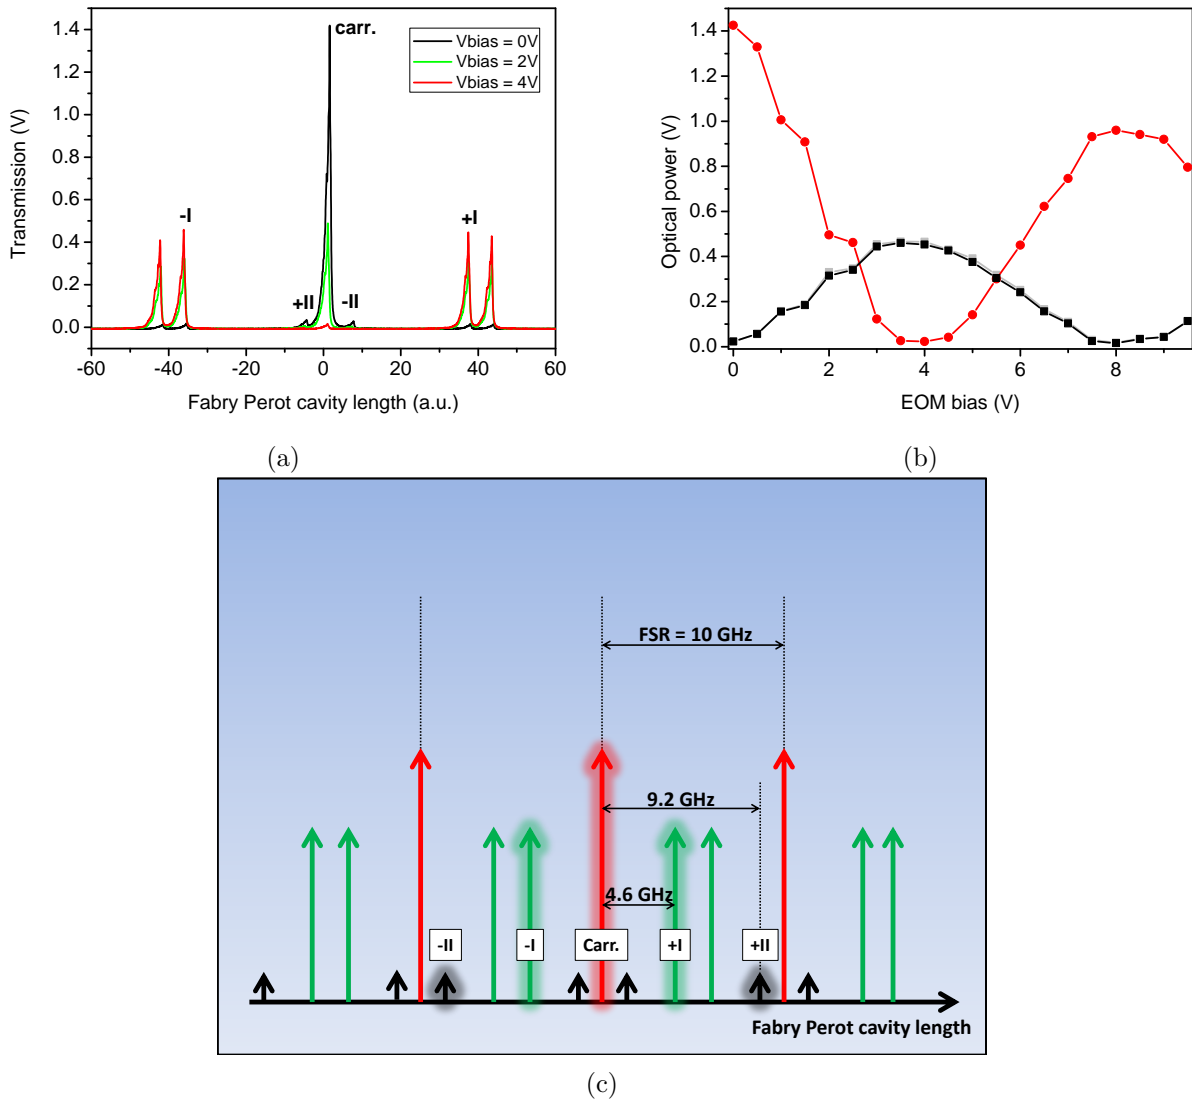 1.4
1.2
1.0
0.8
0.6
0.4
0.2
0.0
Transmission (V)
carr.
Vbias = 0V
Vbias = 2V
Vbias = 4V
-I
+I
+II
-II
-60
-40
-20
0
20
40
60
Fabry Perot cavity length (a.u.)
(a)
1.4
1.2
1.0
0.8
0.6
0.4
0.2
0.0
Optical power (V)
0
2
4
6
8
EOM bias (V)
(b)
FSR = 10 GHz
9.2 GHz
4.6 GHz
-II
-I
Carr.
+I
+II
Fabry Perot cavity length
(c)